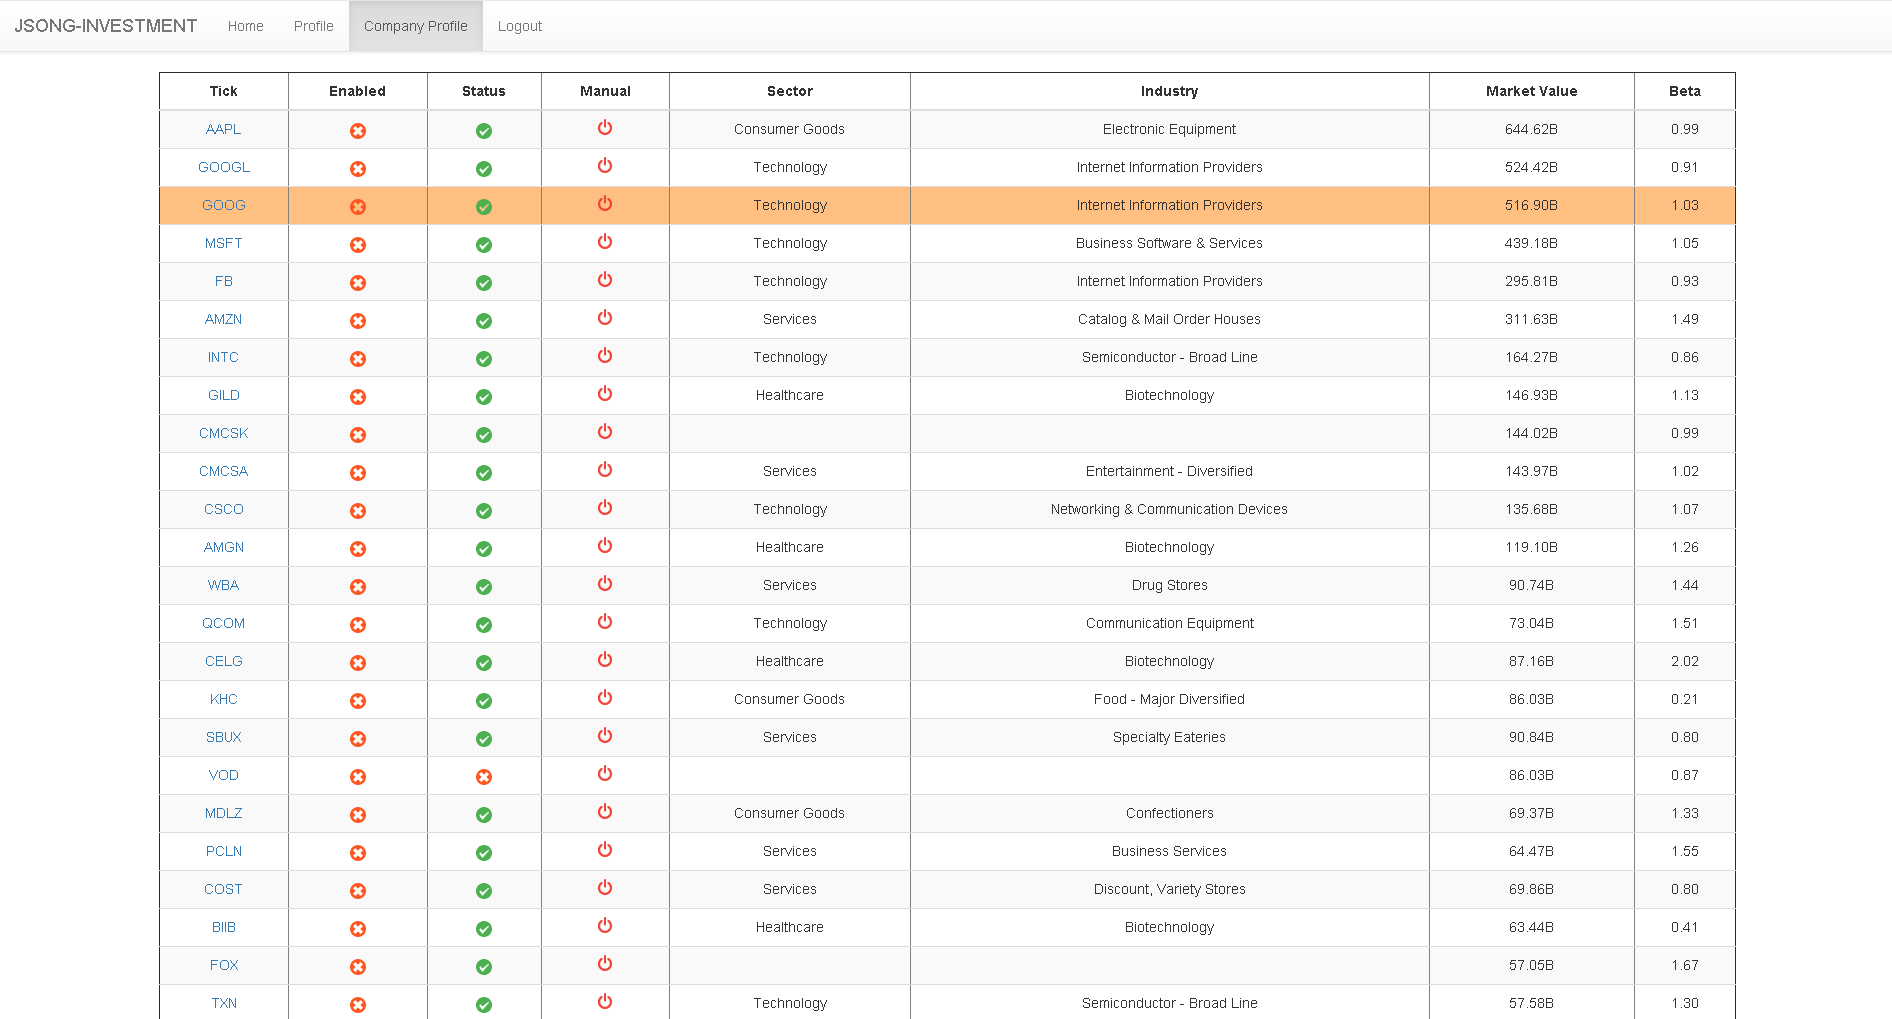 JSONG-INVESTMENT Home Profile Company Profile Logout
Tick Enabled Status Manual Sector Industry Market Value Beta
AAPL Consumer Goods Electronic Equipment 644.62B 0.99
GOOGL Technology Internet Information Providers 524.42B 0.91
GOOG Technology Internet Information Providers 516.90B 1.03
MSFT Technology Business Software & Services 439.18B 1.05
FB Technology Internet Information Providers 295.81B 0.93
AMZN Services Catalog & Mail Order Houses 311.63B 1.49
INTC Technology Semiconductor - Broad Line 164.27B 0.86
GILD Healthcare Biotechnology 146.93B 1.13
CMCSK 144.02B 0.99
CMCSA Services Entertainment - Diversified 143.97B 1.02
CSCO Technology Networking & Communication Devices 135.68B 1.07
AMGN Healthcare Biotechnology 119.10B 1.26
WBA Services Drug Stores 90.74B 1.44
QCOM Technology Communication Equipment 73.04B 1.51
CELG Healthcare Biotechnology 87.16B 2.02
KHC Consumer Goods Food - Major Diversified 86.03B 0.21
SBUX Services Specialty Eateries 90.84B 0.80
VOD 86.03B 0.87
MDLZ Consumer Goods Confectioners 69.37B 1.33
PCLN Services Business Services 64.47B 1.55
COST Services Discount, Variety Stores 69.86B 0.80
BIIB Healthcare Biotechnology 63.44B 0.41
FOX 57.05B 1.67
TXN Technology Semiconductor - Broad Line 57.58B 1.30